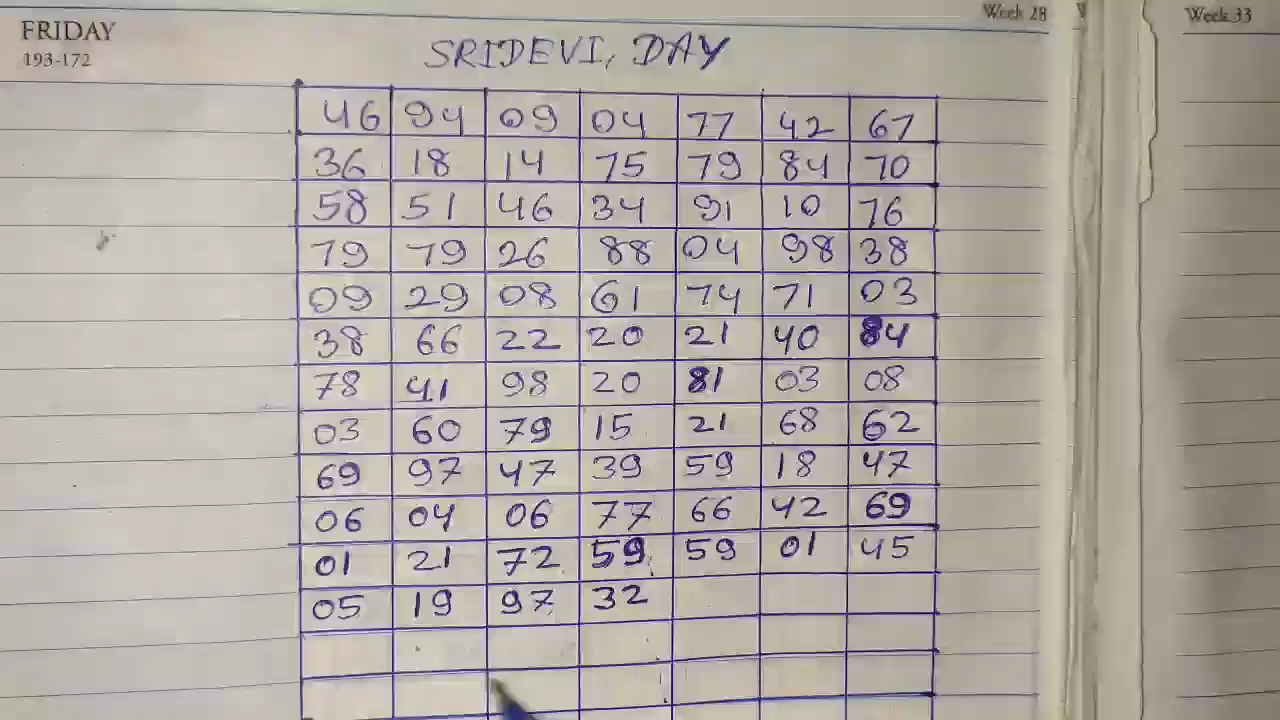 Week 28
Week 33
FRIDAY
193-172
SRIDEVI, DAY
46 94 09 04 77 42 67
36 18 14 75 79 84 70
58 51 46 34 91 10 76
79 79 26 88 04 98 38
09 29 08 61 74 71 03
38 66 22 20 21 40 84
78 41 98 20 81 03 08
03 60 79 15 21 68 62
69 97 47 39 59 18 47
06 04 06 77 66 42 69
01 21 72 59 59 01 45
05 19 97 32